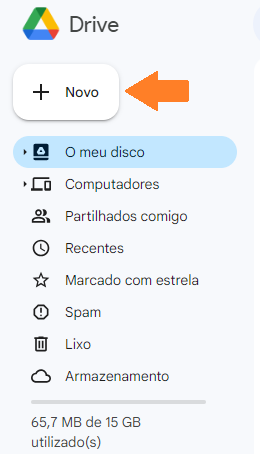 Drive
Novo
O meu disco
Computadores
Partilhados comigo
Recentes
Marcado com estrela
Spam
Lixo
Armazenamento
65,7 MB de 15 GB
utilizado(s)